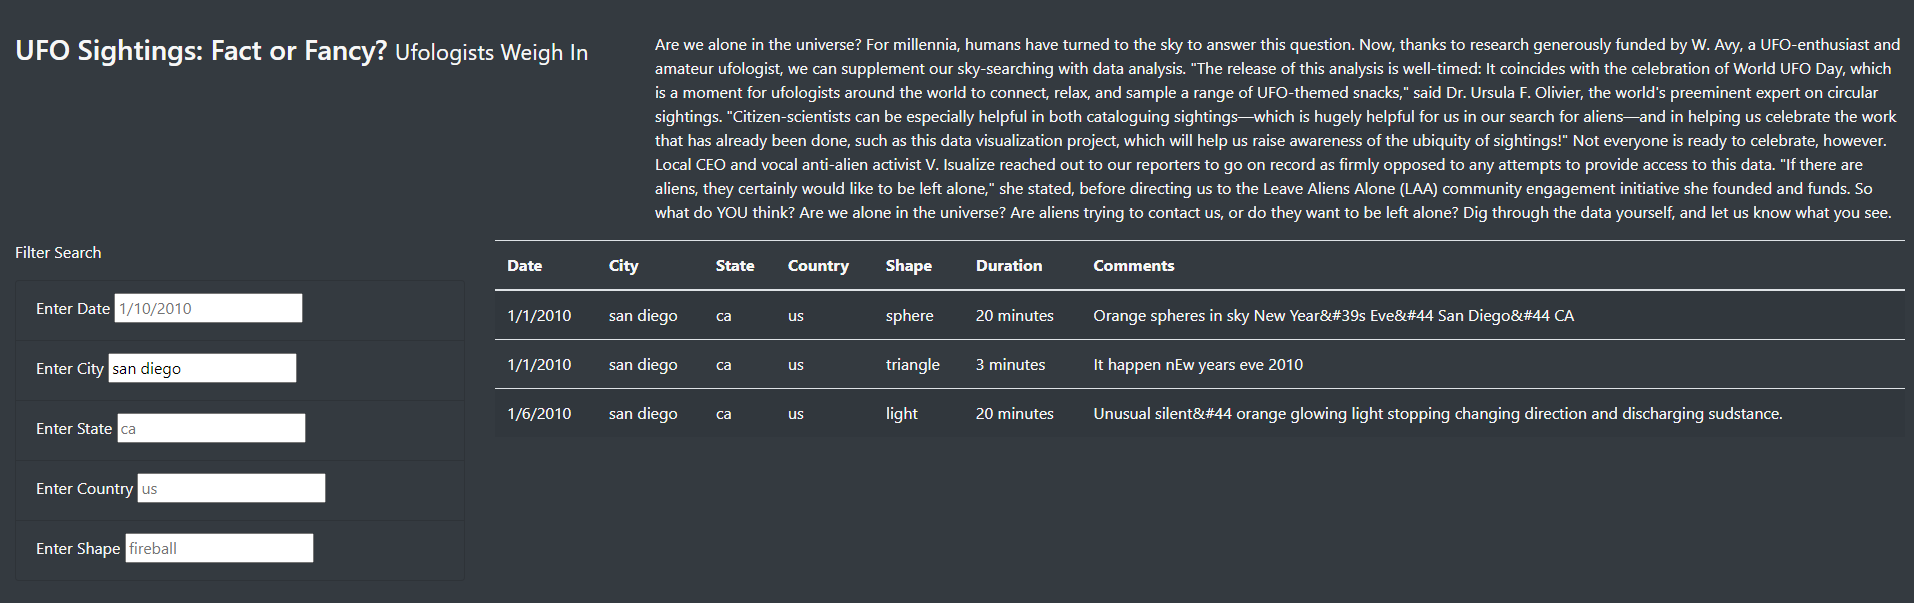 UFO Sightings: Fact or Fancy? Ufologists Weigh In
Are we alone in the universe? For millennia, humans have turned to the sky to answer this question. Now, thanks to research generously funded by W. Avy, a UFO-enthusiast and
amateur ufologist, we can supplement our sky-searching with data analysis. "The release of this analysis is well-timed: It coincides with the celebration of World UFO Day, which
is a moment for ufologists around the world to connect, relax, and sample a range of UFO-themed snacks," said Dr. Ursula F. Olivier, the world's preeminent expert on circular
sightings. "Citizen-scientists can be especially helpful in both cataloguing sightings—which is hugely helpful for us in our search for aliens—and in helping us celebrate the work
that has already been done, such as this data visualization project, which will help us raise awareness of the ubiquity of sightings!" Not everyone is ready to celebrate, however.
Local CEO and vocal anti-alien activist V. Isualize reached out to our reporters to go on record as firmly opposed to any attempts to provide access to this data. "If there are
aliens, they certainly would like to be left alone," she stated, before directing us to the Leave Aliens Alone (LAA) community engagement initiative she founded and funds. So
what do YOU think? Are we alone in the universe? Are aliens trying to contact us, or do they want to be left alone? Dig through the data yourself, and let us know what you see.
Filter Search
Enter Date 1/10/2010
Enter City san diego
Enter State ca
Enter Country us
Enter Shape fireball
Date City State Country Shape Duration Comments
1/1/2010 san diego ca us sphere 20 minutes Orange spheres in sky New Year&#39s Eve&#44 San Diego&#44 CA
1/1/2010 san diego ca us triangle 3 minutes It happen nEw years eve 2010
1/6/2010 san diego ca us light 20 minutes Unusual silent&#44 orange glowing light stopping changing direction and discharging sudstance.